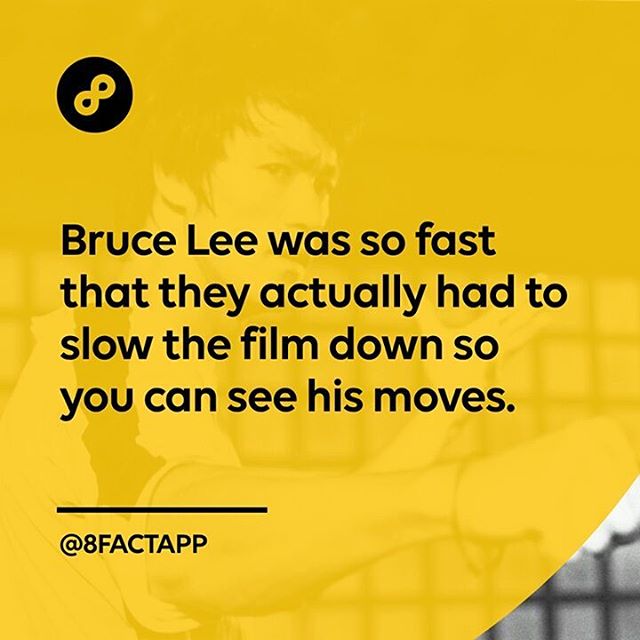 Bruce Lee was so fast
that they actually had to
slow the film down so
you can see his moves.
@8FACTAPP